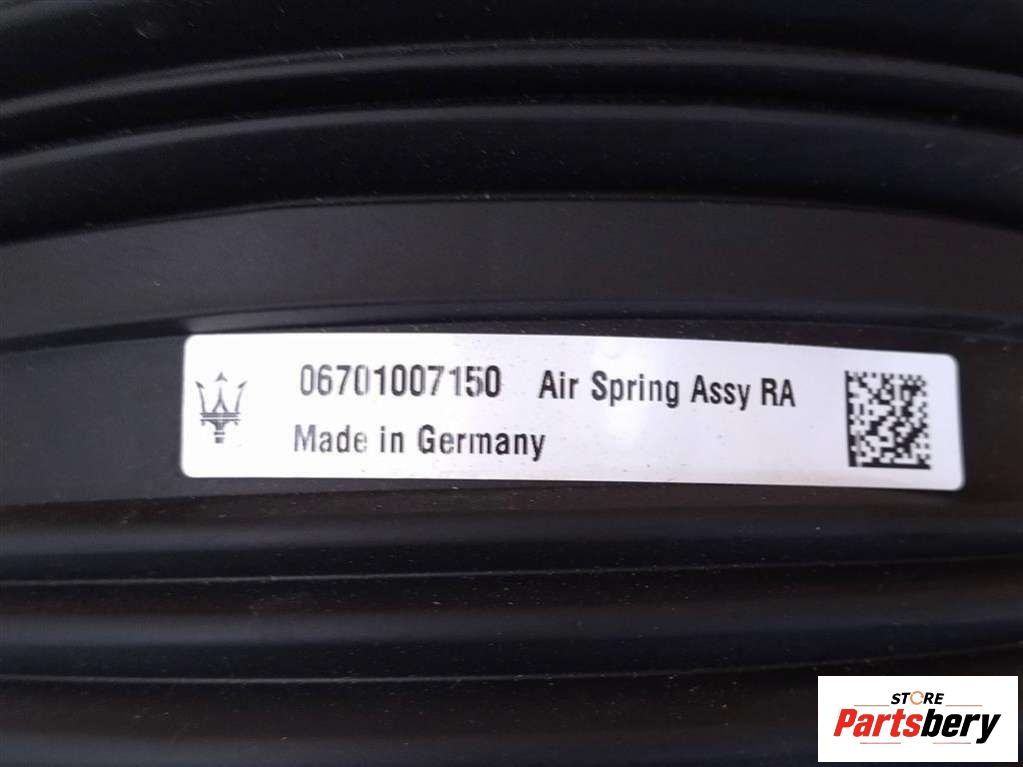 06701007150 Air Spring Assy RA
Made in Germany
STORE
Partsbery